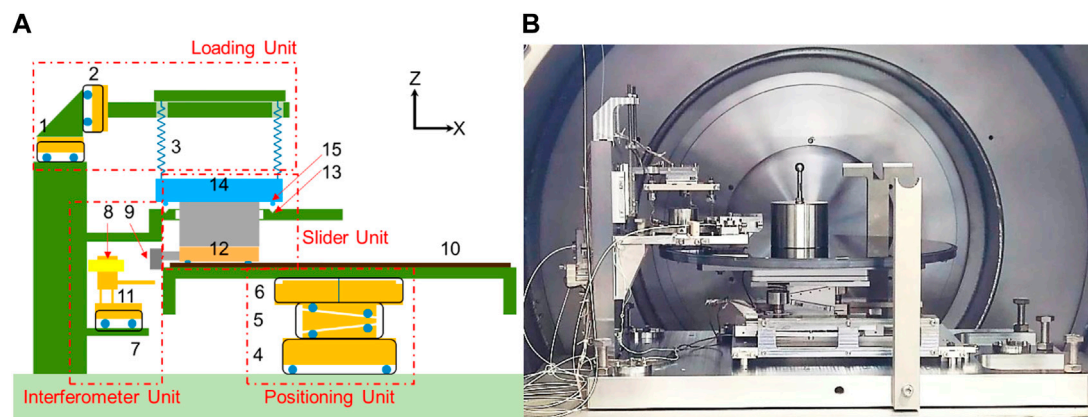 A
B
Loading Unit
2
Z
X
1
3
15
13
14
8
9
Slider Unit
12
10
11
6
5
7
4
Interferometer Unit
Positioning Unit